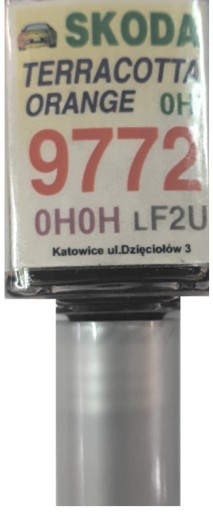 SKODA
TERRACOTTA
ORANGE 0H
9772
0H0H LF2U
Katowice ul.Dzięciołów 3